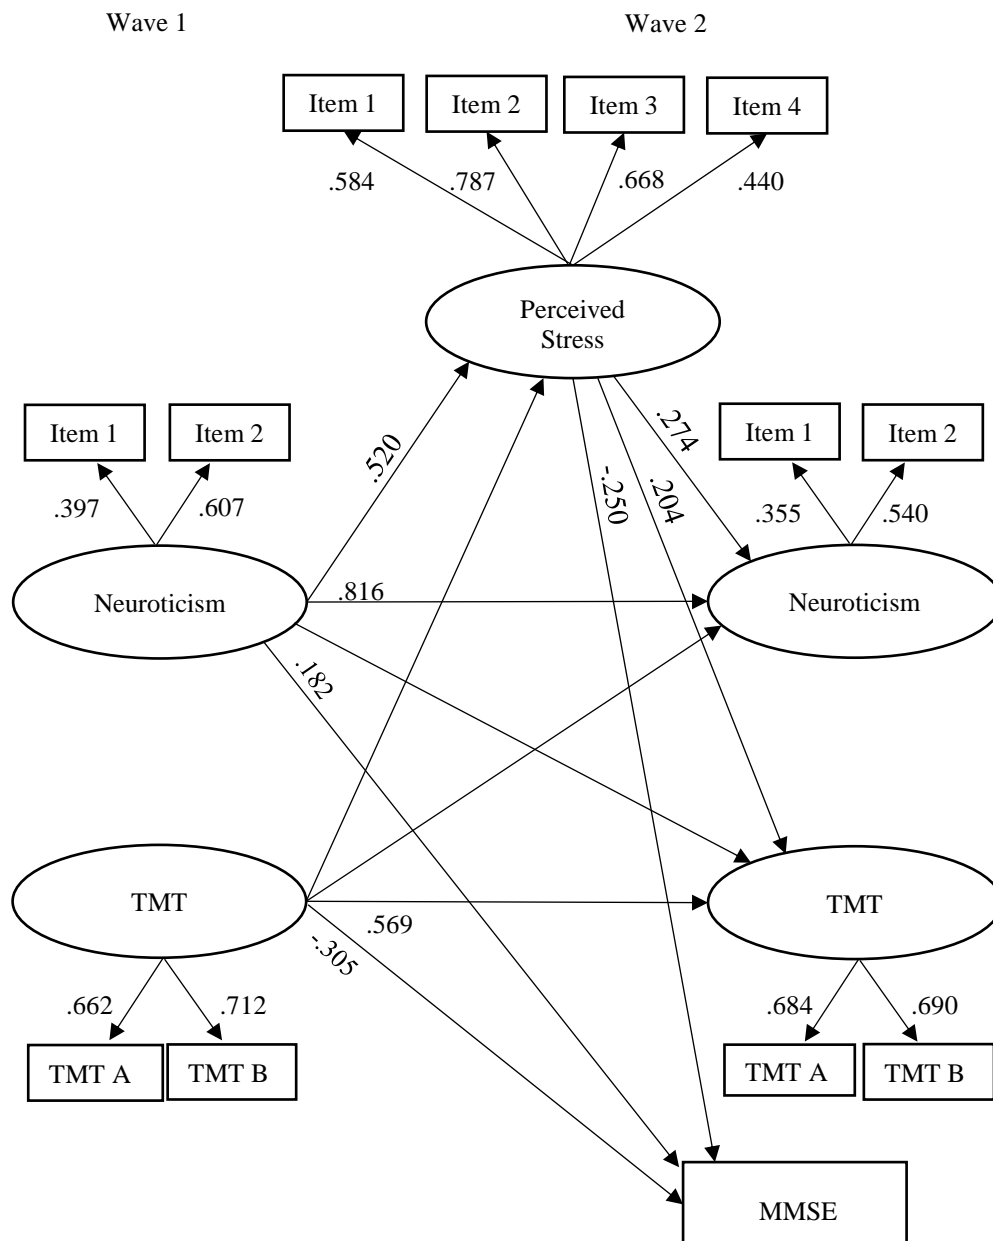 Wave 1
Wave 2
Item 1
Item 2
Item 3
Item 4
.584
.787
.668
.440
Perceived
Stress
Item 1
Item 2
Item 1
Item 2
.520
.274
-.250
.204
.397
.607
.355
.540
Neuroticism
.816
Neuroticism
.182
TMT
.569
TMT
-.305
.662
.712
.684
.690
TMT A
TMT B
TMT A
TMT B
MMSE